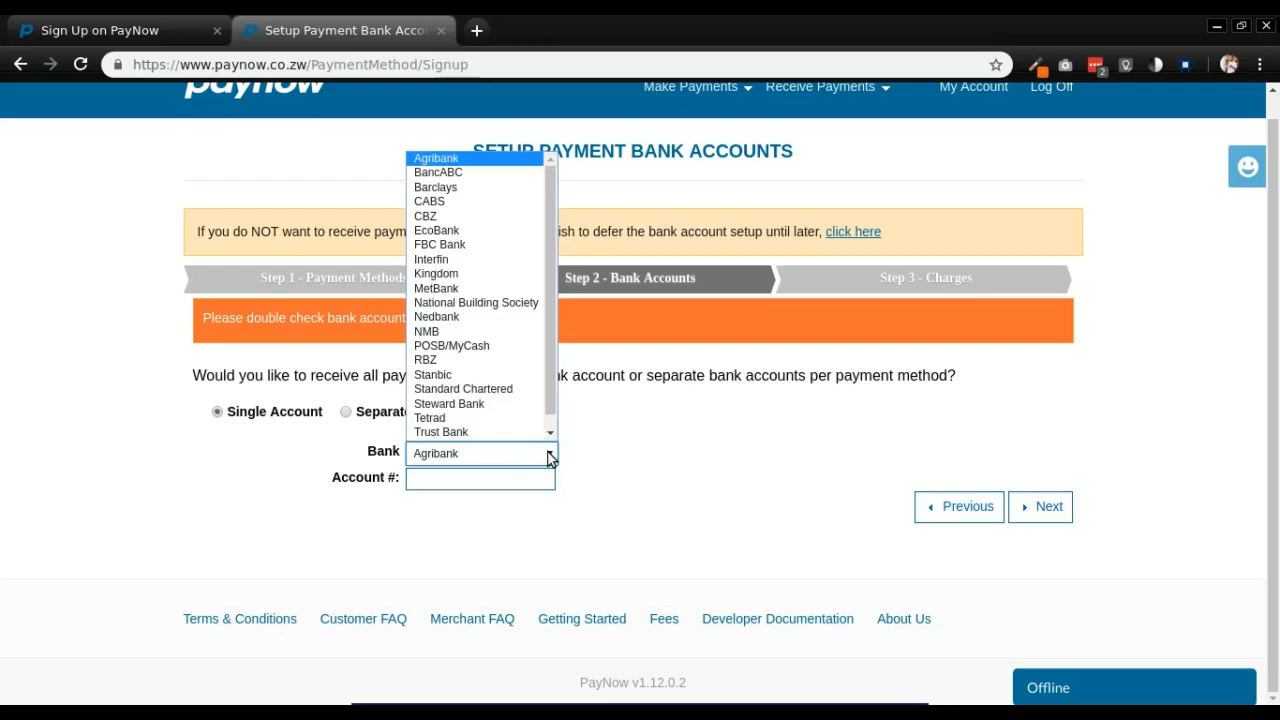 Sign Up on PayNow
Setup Payment Bank Acco
https://www.paynow.co.zw/PaymentMethod/Signup
2
paynow
Make Payments
Receive Payments
My Account
Log Off
SETUP PAYMENT BANK ACCOUNTS
If you do NOT want to receive paym
ish to defer the bank account setup until later, click here
Step 1 - Payment Methods
Step 2 - Bank Accounts
Step 3 - Charges
Please double check bank account
Would you like to receive all pay
k account or separate bank accounts per payment method?
Single Account
Separate
Agribank
BancABC
Barclays
CABS
CBZ
EcoBank
FBC Bank
Interfin
Kingdom
MetBank
National Building Society
Nedbank
NMB
POSB/MyCash
RBZ
Stanbic
Standard Chartered
Steward Bank
Tetrad
Trust Bank
Bank
Agribank
Account #:
Previous
Next
Terms & Conditions
Customer FAQ
Merchant FAQ
Getting Started
Fees
Developer Documentation
About Us
PayNow v1.12.0.2
Offline